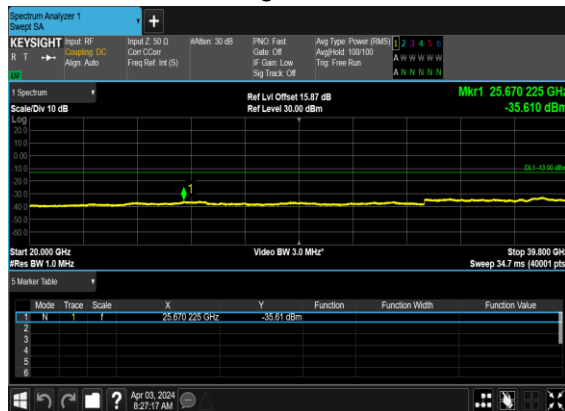 Spectrum Analyzer 1
Swept SA
+
KEYSIGHT Input: RF Input Z: 50 Ω #Atten: 30 dB PNO: Fast Avg Type: Power (RMS) 1 2 3 4 5 6
R T Coupling: DC Corr CCorr Gate: Off Avg|Hold: 100/100 A W W W W W
Align: Auto Freq Ref: Int (S) IF Gain: Low Trig: Free Run
LW Sig Track: Off A N N N N N
1 Spectrum Ref Lvl Offset 15.87 dB Mkr1 25.670 225 GHz
Scale/Div 10 dB Ref Level 30.00 dBm -35.610 dBm
Log
20.0
10.0
0.00
-10.0 DL1 -13.00 dBm
-20.0
-30.0 1
-40.0
-50.0
-60.0
Start 20.000 GHz Video BW 3.0 MHz* Stop 39.800 GHz
#Res BW 1.0 MHz Sweep 34.7 ms (40001 pts
5 Marker Table
Mode Trace Scale X Y Function Function Width Function Value
1 N 1 f 25.670 225 GHz -35.61 dBm
2
3
4
5
6
? Apr 03, 2024
8:27:17 AM